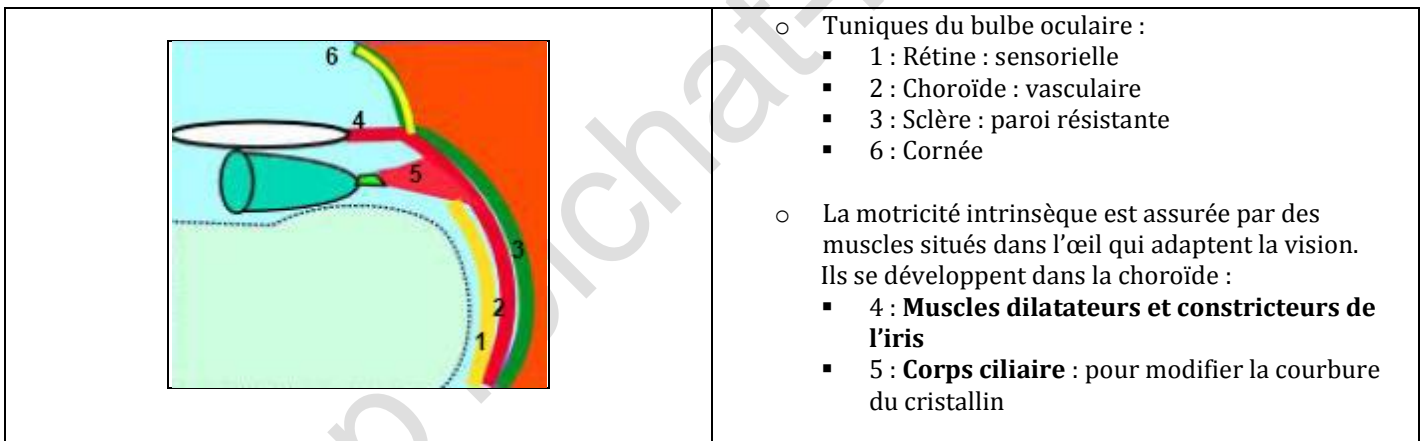 6
4
5
3
2
1
o Tuniques du bulbe oculaire :
▪ 1 : Rétine : sensorielle
▪ 2 : Choroïde : vasculaire
▪ 3 : Sclère : paroi résistante
▪ 6 : Cornée
o La motricité intrinsèque est assurée par des
muscles situés dans l’œil qui adaptent la vision.
Ils se développent dans la choroïde :
▪ 4 : Muscles dilatateurs et constricteurs de
l’iris
▪ 5 : Corps ciliaire : pour modifier la courbure
du cristallin